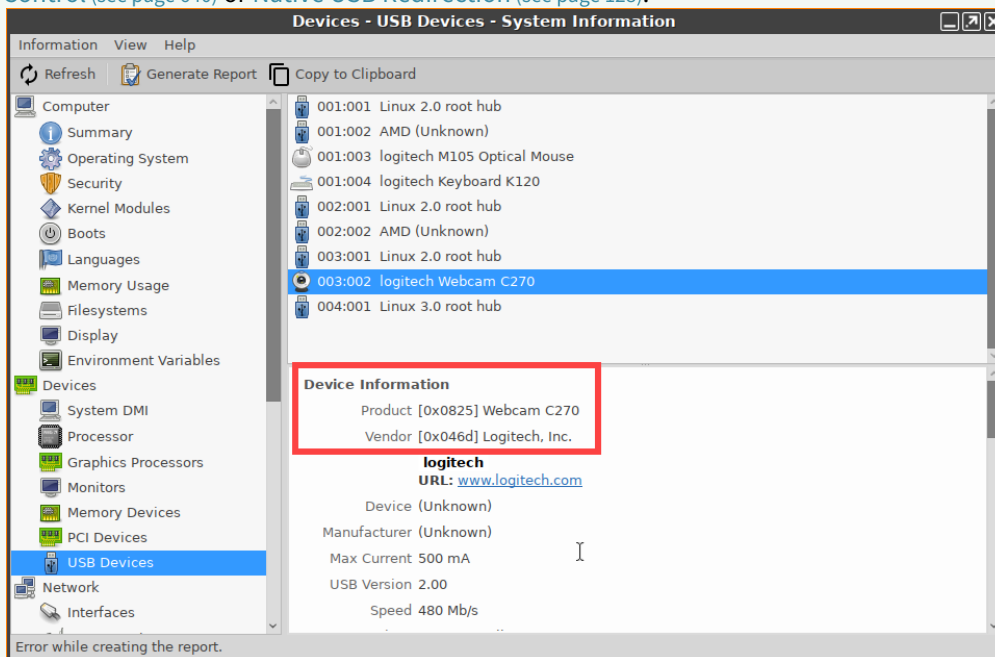 Devices - USB Devices - System Information
Information View Help
Refresh Generate Report Copy to Clipboard
Computer
Summary
Operating System
Security
Kernel Modules
Boots
Languages
Memory Usage
Filesystems
Display
Environment Variables
Devices
System DMI
Processor
Graphics Processors
Monitors
Memory Devices
PCI Devices
USB Devices
Network
Interfaces
001:001 Linux 2.0 root hub
001:002 AMD (Unknown)
001:003 logitech M105 Optical Mouse
001:004 logitech Keyboard K120
002:001 Linux 2.0 root hub
002:002 AMD (Unknown)
003:001 Linux 2.0 root hub
003:002 logitech Webcam C270
004:001 Linux 3.0 root hub
Device Information
Product [0x0825] Webcam C270
Vendor [0x046d] Logitech, Inc.
logitech
URL: www.logitech.com
Device (Unknown)
Manufacturer (Unknown)
Max Current 500 mA
USB Version 2.00
Speed 480 Mb/s
Error while creating the report.